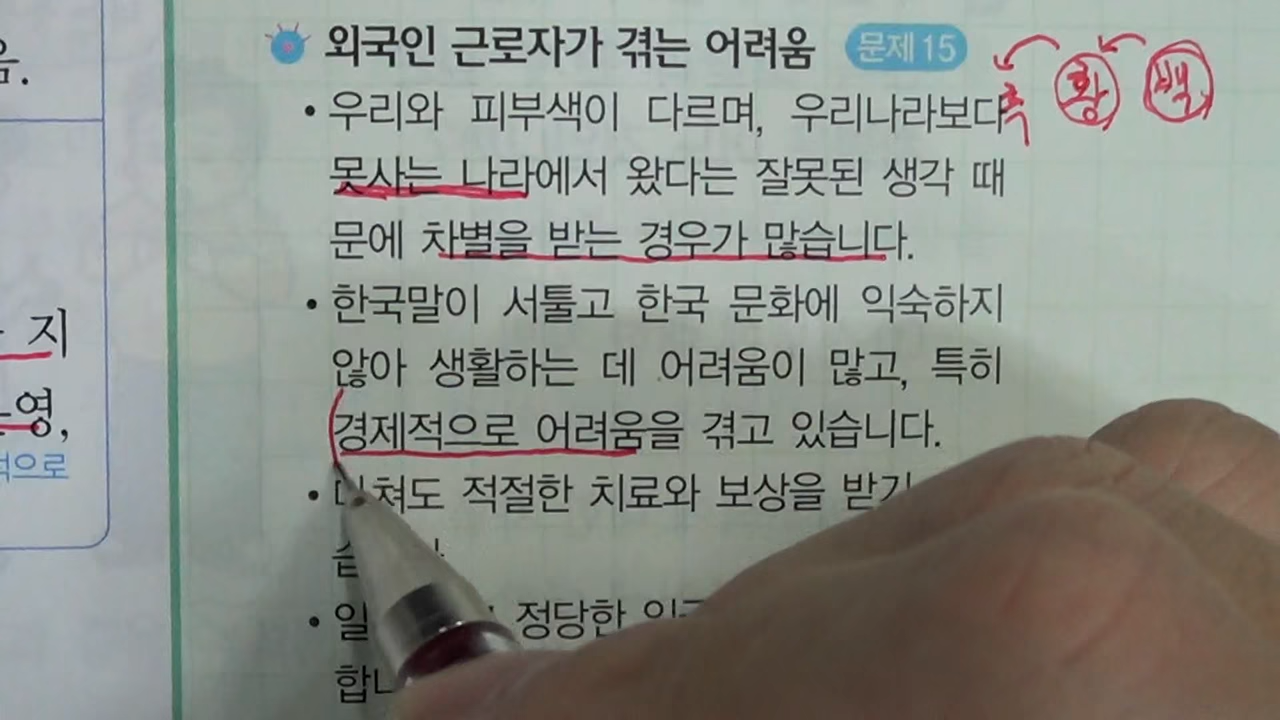 음.
지
영,
적으로
외국인 근로자가 겪는 어려움 문제 15
흑 황 백
• 우리와 피부색이 다르며, 우리나라보다
못사는 나라에서 왔다는 잘못된 생각 때
문에 차별을 받는 경우가 많습니다.
• 한국말이 서툴고 한국 문화에 익숙하지
않아 생활하는 데 어려움이 많고, 특히
경제적으로 어려움을 겪고 있습니다.
• 다쳐도 적절한 치료와 보상을 받기
• 일 정당한
합니